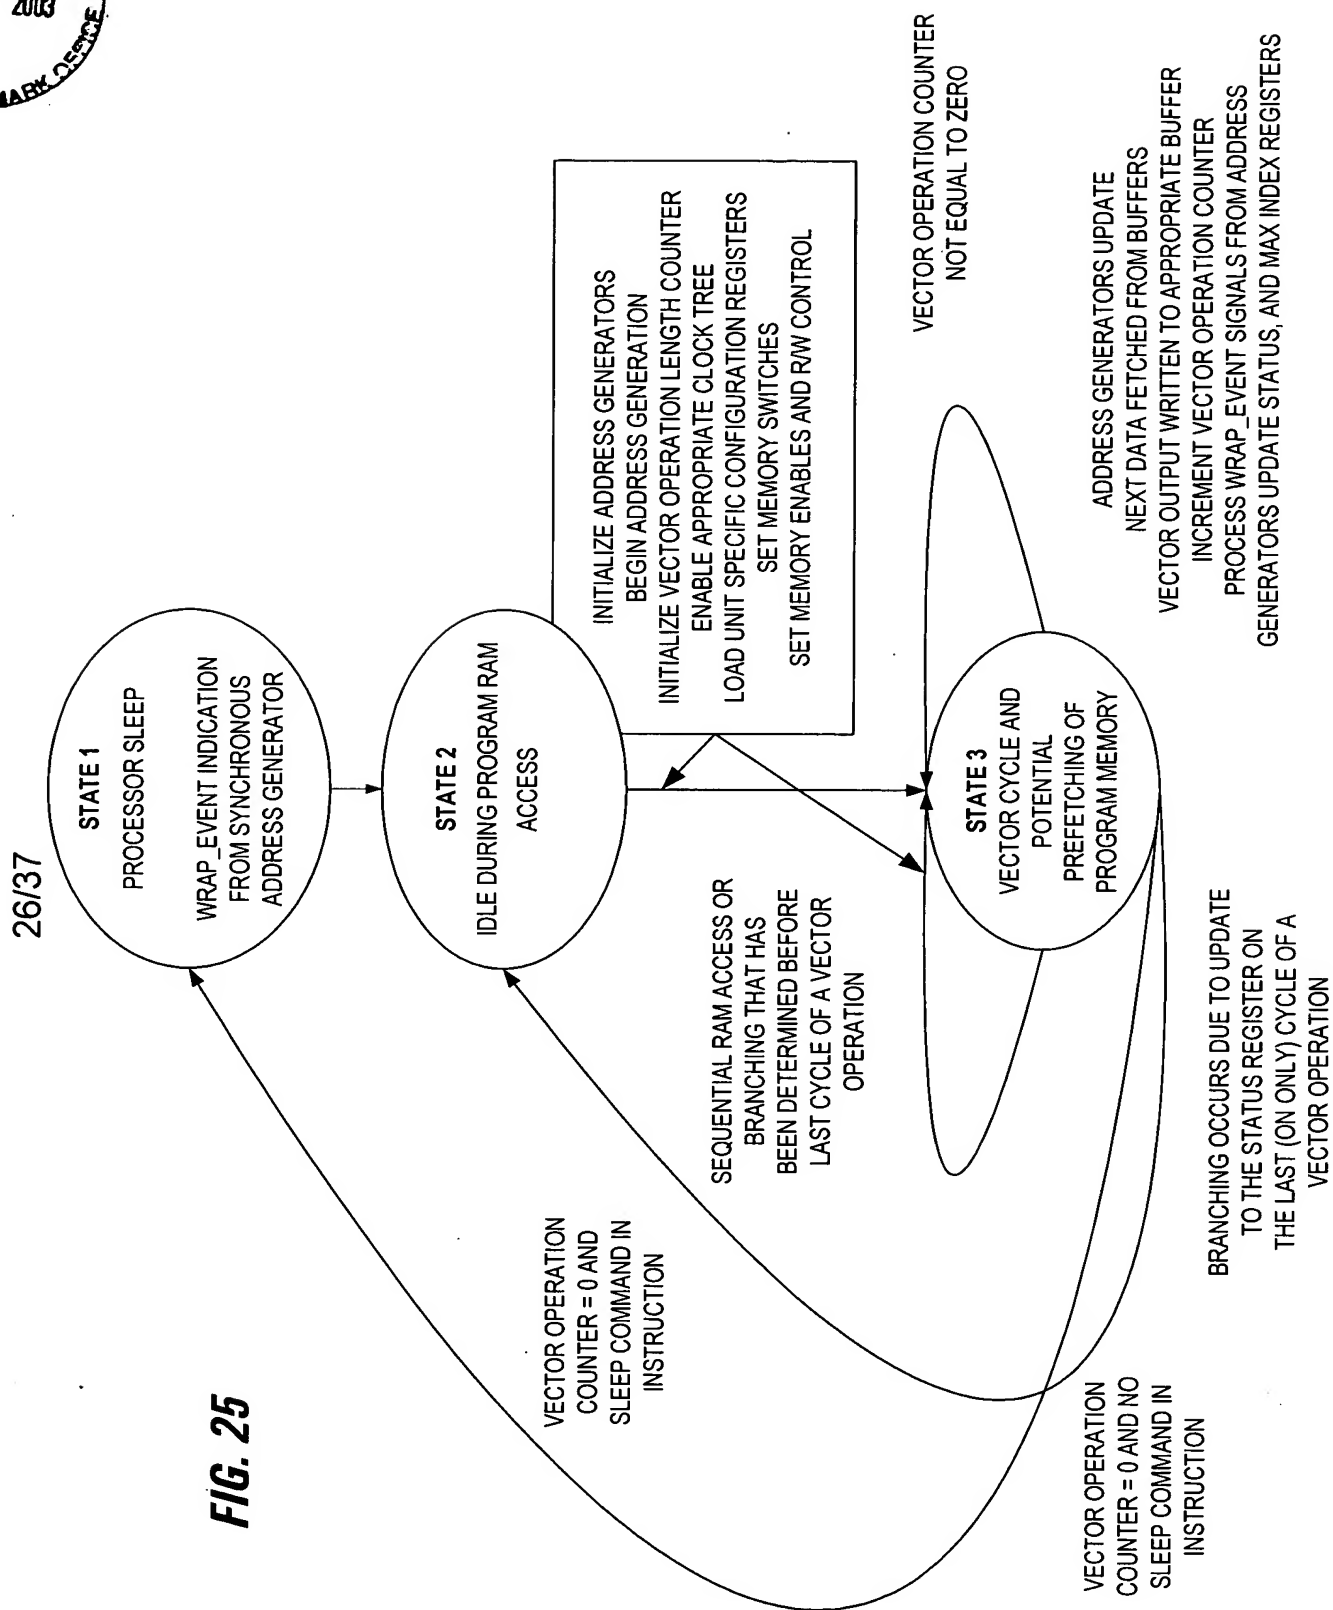 2003
MARK OFFICE
26/37
FIG. 25
STATE 1
PROCESSOR SLEEP
WRAP_EVENT INDICATION
FROM SYNCHRONOUS
ADDRESS GENERATOR
STATE 2
IDLE DURING PROGRAM RAM
ACCESS
INITIALIZE ADDRESS GENERATORS
BEGIN ADDRESS GENERATION
INITIALIZE VECTOR OPERATION LENGTH COUNTER
ENABLE APPROPRIATE CLOCK TREE
LOAD UNIT SPECIFIC CONFIGURATION REGISTERS
SET MEMORY SWITCHES
SET MEMORY ENABLES AND R/W CONTROL
VECTOR OPERATION
COUNTER = 0 AND
SLEEP COMMAND IN
INSTRUCTION
SEQUENTIAL RAM ACCESS OR
BRANCHING THAT HAS
BEEN DETERMINED BEFORE
LAST CYCLE OF A VECTOR
OPERATION
VECTOR OPERATION COUNTER
NOT EQUAL TO ZERO
STATE 3
VECTOR CYCLE AND
POTENTIAL
PREFETCHING OF
PROGRAM MEMORY
ADDRESS GENERATORS UPDATE
NEXT DATA FETCHED FROM BUFFERS
VECTOR OUTPUT WRITTEN TO APPROPRIATE BUFFER
INCREMENT VECTOR OPERATION COUNTER
PROCESS WRAP_EVENT SIGNALS FROM ADDRESS
GENERATORS UPDATE STATUS, AND MAX INDEX REGISTERS
VECTOR OPERATION
COUNTER = 0 AND NO
SLEEP COMMAND IN
INSTRUCTION
BRANCHING OCCURS DUE TO UPDATE
TO THE STATUS REGISTER ON
THE LAST (ON ONLY) CYCLE OF A
VECTOR OPERATION